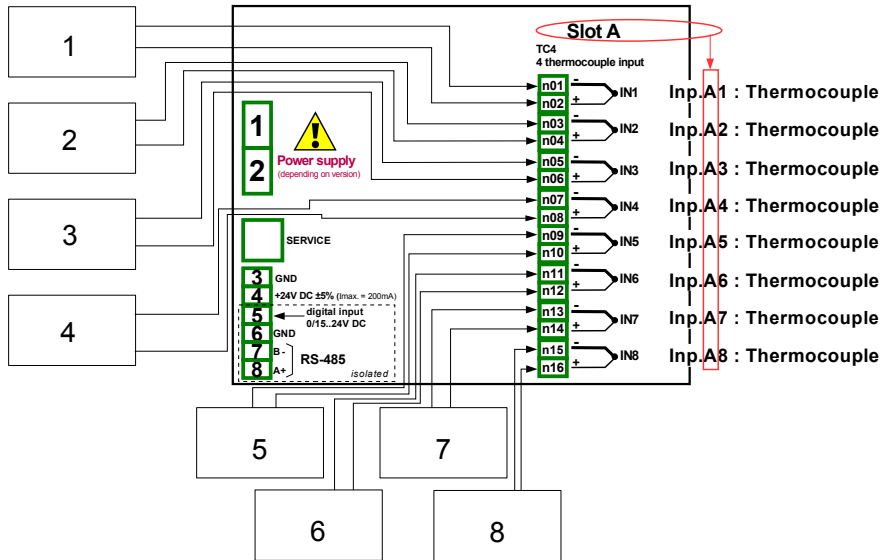 Slot A
TC4
4 thermocouple input
1
2
3
4
1
2
Power supply
(depending on version)
SERVICE
3 GND
4 +24V DC ±5% (Imax. = 200mA)
5 digital input
0/15..24V DC
6 GND
7 B -
8 A+
RS-485
isolated
n01 -
n02 +
IN1
n03 -
n04 +
IN2
n05 -
n06 +
IN3
n07 -
n08 +
IN4
n09 -
n10 +
IN5
n11 -
n12 +
IN6
n13 -
n14 +
IN7
n15 -
n16 +
IN8
Inp.A1 : Thermocouple
Inp.A2 : Thermocouple
Inp.A3 : Thermocouple
Inp.A4 : Thermocouple
Inp.A5 : Thermocouple
Inp.A6 : Thermocouple
Inp.A7 : Thermocouple
Inp.A8 : Thermocouple
5
7
6
8